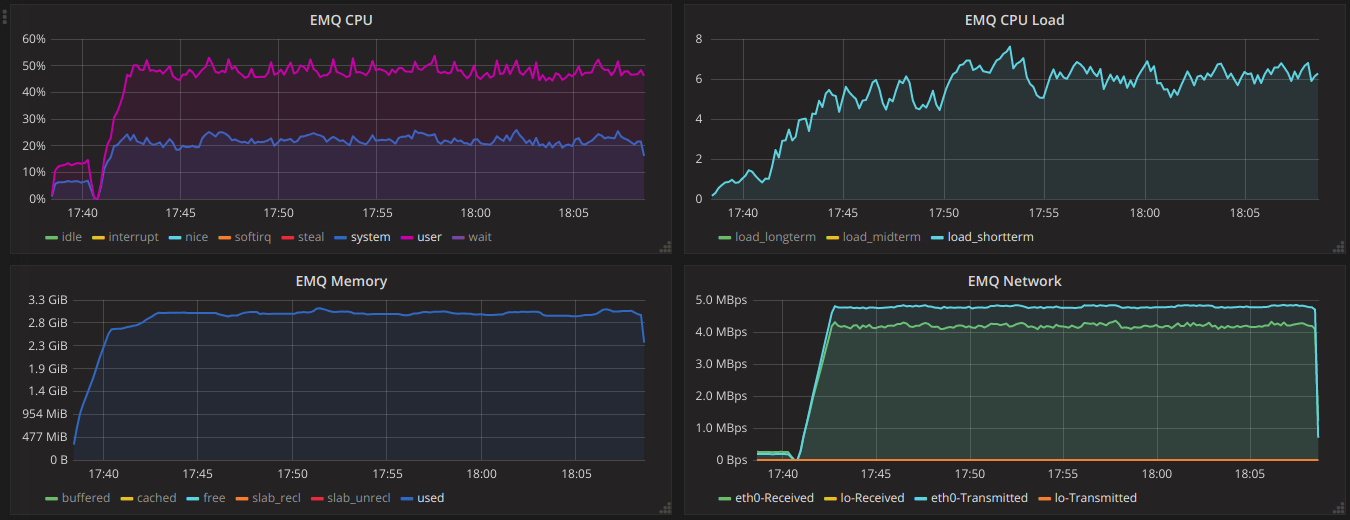 EMQ CPU
60%
50%
40%
30%
20%
10%
0%
17:40 17:45 17:50 17:55 18:00 18:05
idle interrupt nice softirq steal system user wait
EMQ CPU Load
8
6
4
2
0
17:40 17:45 17:50 17:55 18:00 18:05
load_longterm load_midterm load_shortterm
EMQ Memory
3.3 GiB
2.8 GiB
2.3 GiB
1.9 GiB
1.4 GiB
954 MiB
477 MiB
0 B
17:40 17:45 17:50 17:55 18:00 18:05
buffered cached free slab_recl slab_unrecl used
EMQ Network
5.0 MBps
4.0 MBps
3.0 MBps
2.0 MBps
1.0 MBps
0 Bps
17:40 17:45 17:50 17:55 18:00 18:05
eth0-Received lo-Received eth0-Transmitted lo-Transmitted